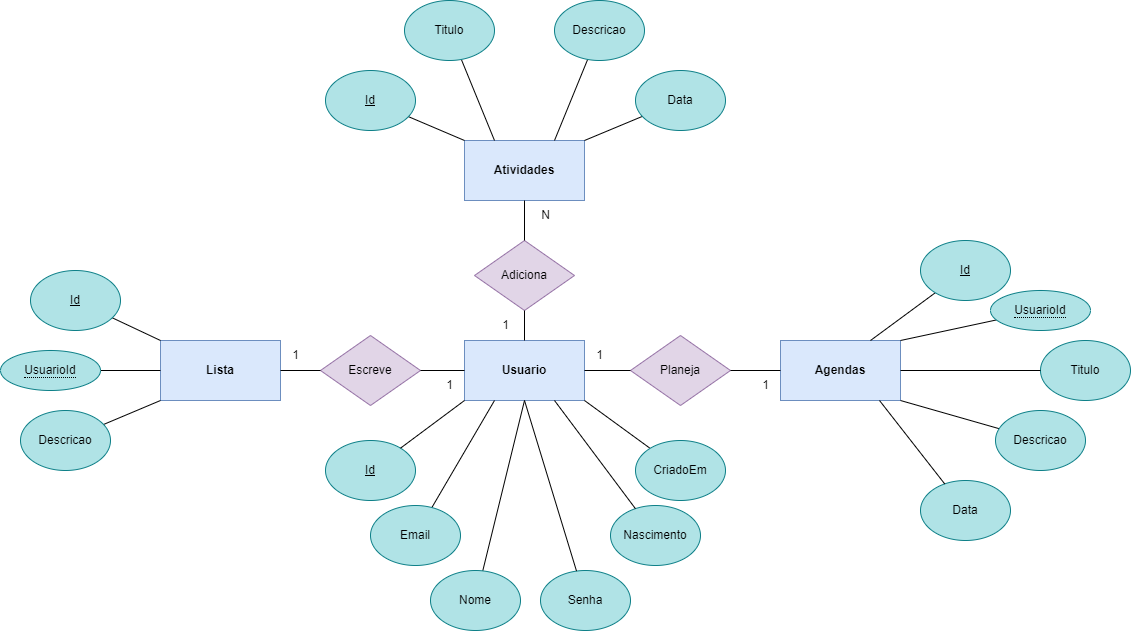 Titulo
Descricao
Id
Data
Atividades
N
Adiciona
1
Id
UsuarioId
Descricao
Lista
1
Escreve
1
Usuario
1
Planeja
1
Agendas
Id
UsuarioId
Titulo
Descricao
Data
Id
Email
Nome
Senha
Nascimento
CriadoEm